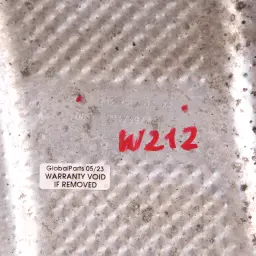 W212
GlobalParts 05/23
WARRANTY VOID
IF REMOVED